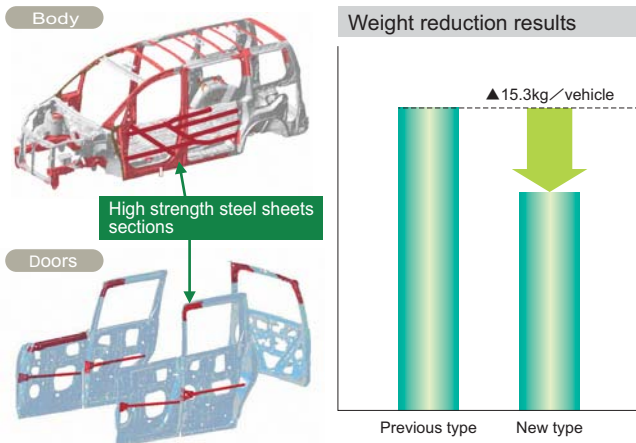 Body
High strength steel sheets
sections
Doors
Weight reduction results
▲15.3kg／vehicle
Previous type
New type